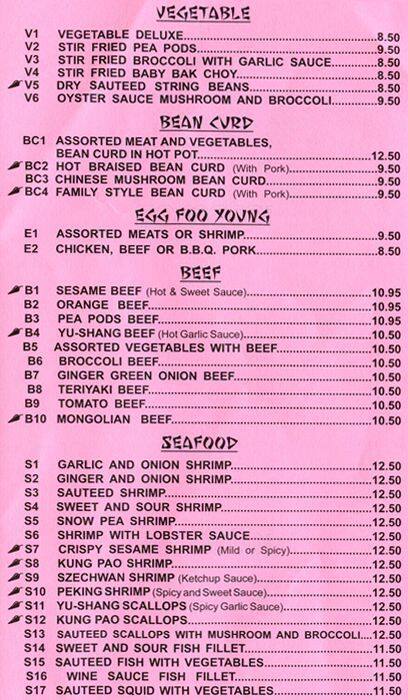 VEGETABLE
V1 VEGETABLE DELUXE...8.50
V2 STIR FRIED PEA PODS...9.50
V3 STIR FRIED BROCCOLI WITH GARLIC SAUCE...8.50
V4 STIR FRIED BABY BAK CHOY...8.50
V5 DRY SAUTEED STRING BEANS...8.50
V6 OYSTER SAUCE MUSHROOM AND BROCCOLI...9.50
BEAN CURD
BC1 ASSORTED MEAT AND VEGETABLES,
BEAN CURD IN HOT POT...12.50
BC2 HOT BRAISED BEAN CURD (With Pork)...9.50
BC3 CHINESE MUSHROOM BEAN CURD...9.50
BC4 FAMILY STYLE BEAN CURD (With Pork)...9.50
EGG FOO YOUNG
E1 ASSORTED MEATS OR SHRIMP...9.50
E2 CHICKEN, BEEF OR B.B.Q. PORK...8.50
BEEF
B1 SESAME BEEF (Hot & Sweet Sauce)...10.95
B2 ORANGE BEEF...10.95
B3 PEA PODS BEEF...10.95
B4 YU-SHANG BEEF (Hot Garlic Sauce)...10.50
B5 ASSORTED VEGETABLES WITH BEEF...10.50
B6 BROCCOLI BEEF...10.50
B7 GINGER GREEN ONION BEEF...10.50
B8 TERIYAKI BEEF...10.50
B9 TOMATO BEEF...10.50
B10 MONGOLIAN BEEF...10.50
SEAFOOD
S1 GARLIC AND ONION SHRIMP...12.50
S2 GINGER AND ONION SHRIMP...12.50
S3 SAUTEED SHRIMP...12.50
S4 SWEET AND SOUR SHRIMP...12.50
S5 SNOW PEA SHRIMP...12.50
S6 SHRIMP WITH LOBSTER SAUCE...12.50
S7 CRISPY SESAME SHRIMP (Mild or Spicy)...12.50
S8 KUNG PAO SHRIMP...12.50
S9 SZECHWAN SHRIMP (Ketchup Sauce)...12.50
S10 PEKING SHRIMP (Spicy and Sweet Sauce)...12.50
S11 YU-SHANG SCALLOPS (Spicy Garlic Sauce)...12.50
S12 KUNG PAO SCALLOPS...12.50
S13 SAUTEED SCALLOPS WITH MUSHROOM AND BROCCOLI...12.50
S14 SWEET AND SOUR FISH FILLET...11.50
S15 SAUTEED FISH WITH VEGETABLES...11.50
S16 WINE SAUCE FISH FILLET...11.50
S17 SAUTEED SQUID WITH VEGETABLES...11.50